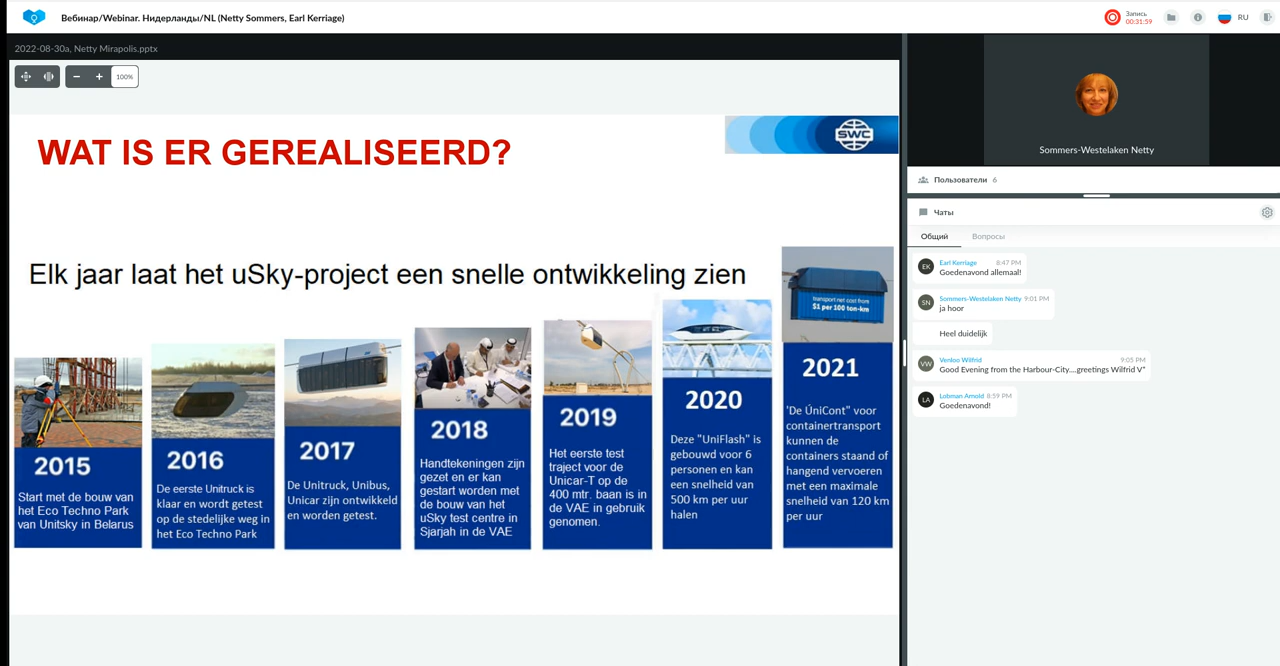 Вебинар/Webinar. Нидерланды/NL (Netty Sommers, Earl Kerriage)
Запись
00:31:59
RU
2022-08-30a, Netty Mirapolis.pptx
100%
WAT IS ER GEREALISEERD?
SWC
Elk jaar laat het uSky-project een snelle ontwikkeling zien
2015
Start met de bouw van
het Eco Techno Park
van Unitsky in Belarus
2016
De eerste Unitruck is
klaar en wordt getest
op de stedelijke weg in
het Eco Techno Park
2017
De Unitruck, Unibus,
Unicar zijn ontwikkeld
en worden getest.
2018
Handtekeningen zijn
gezet en er kan
gestart worden met
de bouw van het
uSky test centre in
Sjarjah in de VAE
2019
Het eerste test
traject voor de
Unicar-T op de
400 mtr. baan is in
de VAE in gebruik
genomen.
2020
Deze "UniFlash" is
gebouwd voor 6
personen en kan
een snelheid van
500 km per uur
halen
transport net cost from
$1 per 100 ton-km
2021
'De ÚniCont" voor
containertransport
kunnen de
containers staand of
hangend vervoeren
met een maximale
snelheid van 120 km
per uur
Sommers-Westelaken Netty
Пользователи 6
Чаты
Общий Вопросы
EK
Earl Kerriage 8:47 PM
Goedenavond allemaal!
SN
Sommers-Westelaken Netty 9:01 PM
ja hoor
Heel duidelijk
VW
Venloo Wilfrid 9:05 PM
Good Evening from the Harbour-City....greetings Wilfrid V"
LA
Lobman Arnold 8:59 PM
Goedenavond!